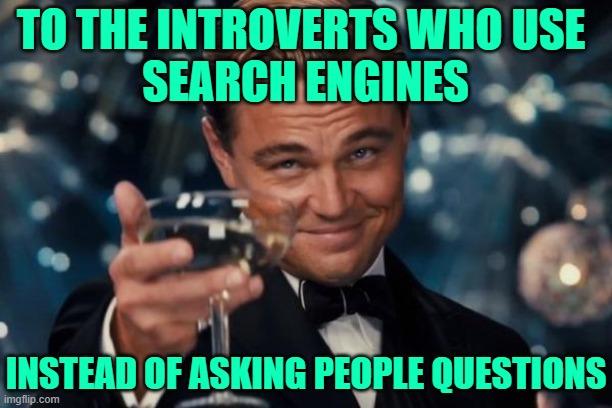 TO THE INTROVERTS WHO USE
SEARCH ENGINES
INSTEAD OF ASKING PEOPLE QUESTIONS
imgflip.com